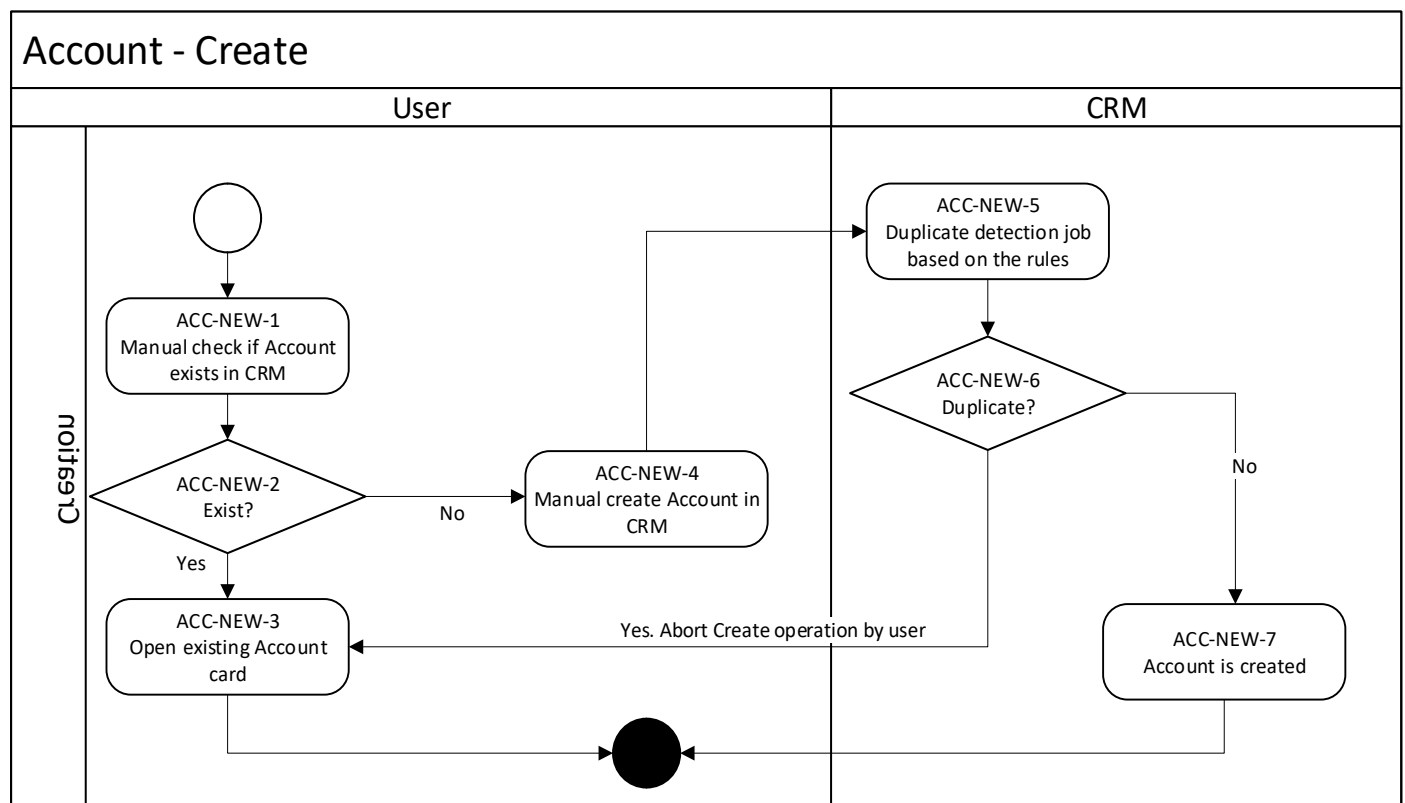 Account - Create
User
CRM
Creation
ACC-NEW-1
Manual check if Account
exists in CRM
ACC-NEW-2
Exist?
No
Yes
ACC-NEW-3
Open existing Account
card
ACC-NEW-4
Manual create Account in
CRM
ACC-NEW-5
Duplicate detection job
based on the rules
ACC-NEW-6
Duplicate?
No
Yes. Abort Create operation by user
ACC-NEW-7
Account is created